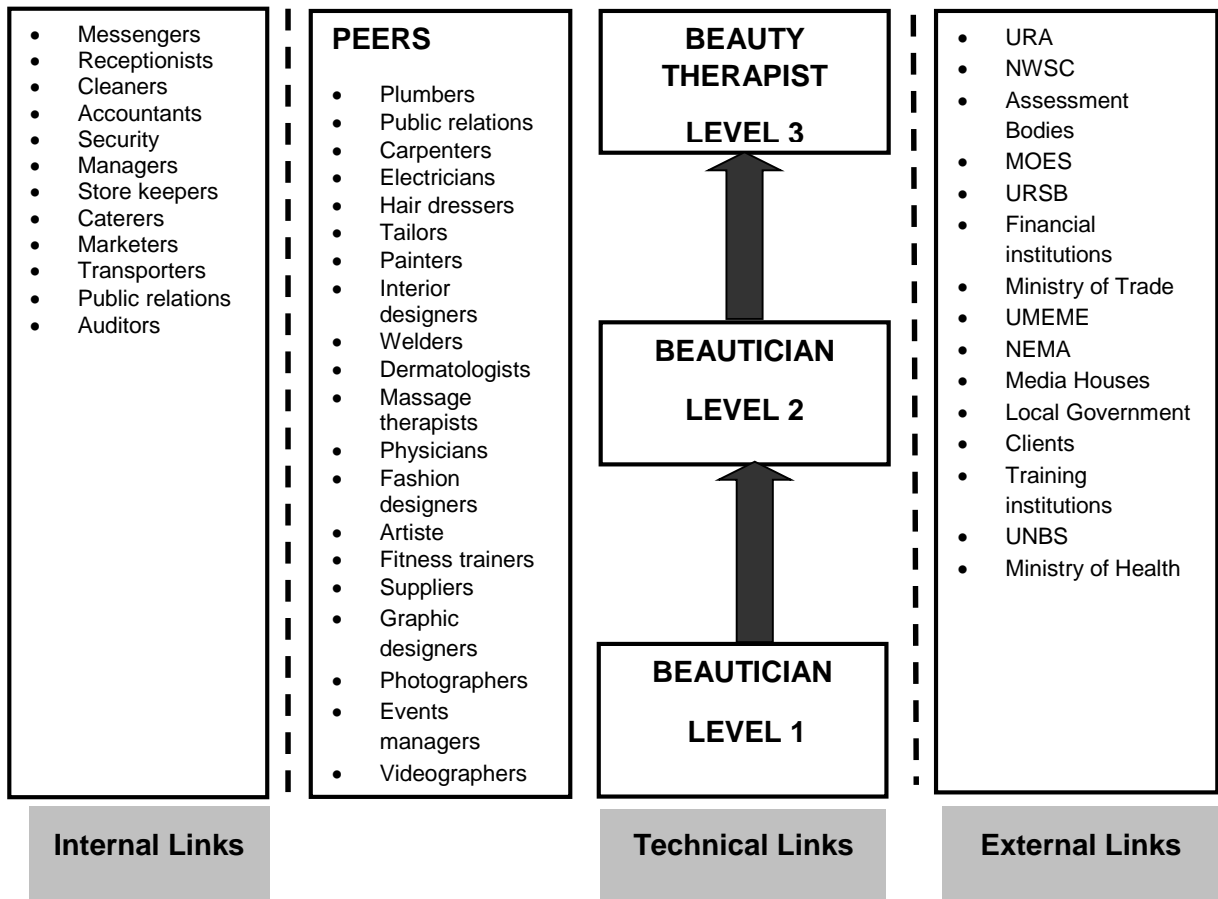 • Messengers
• Receptionists
• Cleaners
• Accountants
• Security
• Managers
• Store keepers
• Caterers
• Marketers
• Transporters
• Public relations
• Auditors
PEERS
• Plumbers
• Public relations
• Carpenters
• Electricians
• Hair dressers
• Tailors
• Painters
• Interior
designers
• Welders
• Dermatologists
• Massage
therapists
• Physicians
• Fashion
designers
• Artiste
• Fitness trainers
• Suppliers
• Graphic
designers
• Photographers
• Events
managers
• Videographers
BEAUTY
THERAPIST
LEVEL 3
BEAUTICIAN
LEVEL 2
BEAUTICIAN
LEVEL 1
• URA
• NWSC
• Assessment
Bodies
• MOES
• URSB
• Financial
institutions
• Ministry of Trade
• UMEME
• NEMA
• Media Houses
• Local Government
• Clients
• Training
institutions
• UNBS
• Ministry of Health
Internal Links
Technical Links
External Links